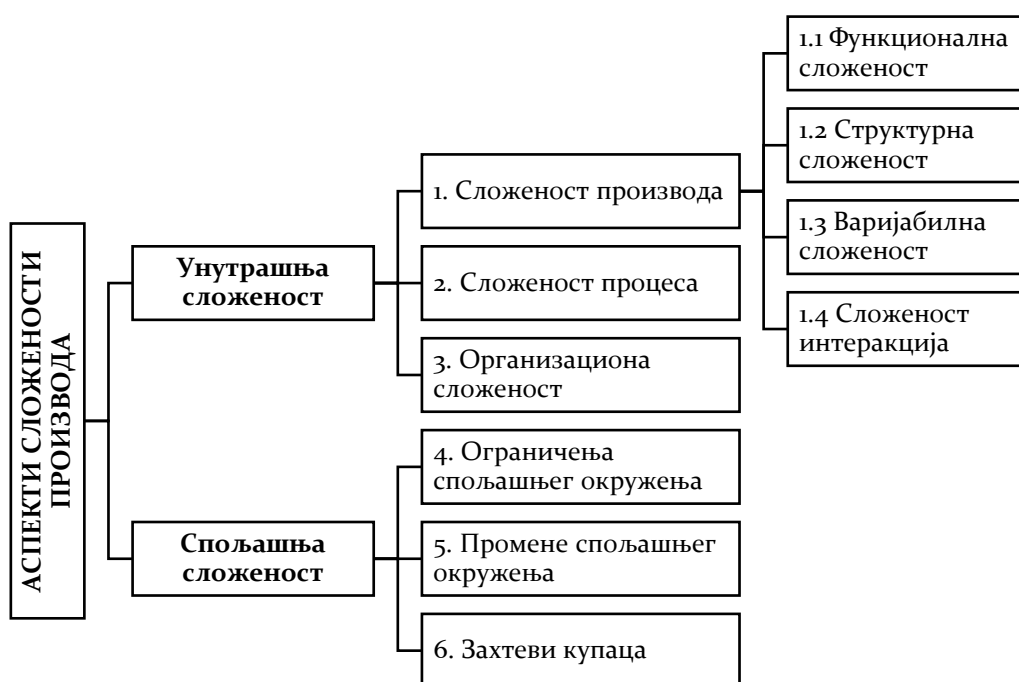 АСПЕКТИ СЛОЖЕНОСТИ
ПРОИЗВОДА
Унутрашња
сложеност
1. Сложеност производа
1.1 Функционална
сложеност
1.2 Структурна
сложеност
1.3 Варијабилна
сложеност
1.4 Сложеност
интеракција
2. Сложеност процеса
3. Организациона
сложеност
Спољашња
сложеност
4. Ограничења
спољашњег окружења
5. Промене спољашњег
окружења
6. Захтеви купаца